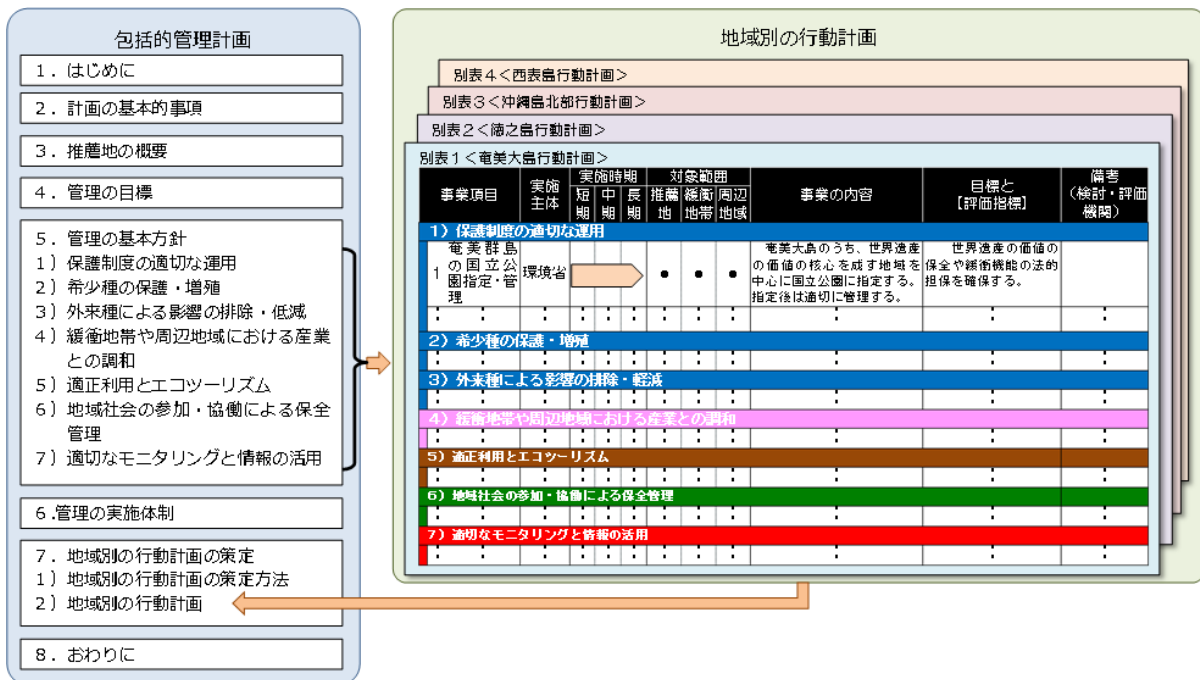 包括的管理計画
1．はじめに
2．計画の基本的事項
3．推薦地の概要
4．管理の目標
5．管理の基本方針
1）保護制度の適切な運用
2）希少種の保護・増殖
3）外来種による影響の排除・低減
4）緩衝地帯や周辺地域における産業
との調和
5）適正利用とエコツーリズム
6）地域社会の参加・協働による保全
管理
7）適切なモニタリングと情報の活用
6.管理の実施体制
7．地域別の行動計画の策定
1）地域別の行動計画の策定方法
2）地域別の行動計画
8．おわりに
地域別の行動計画
別表4＜西表島行動計画＞
別表3＜沖縄島北部行動計画＞
別表2＜徳之島行動計画＞
別表1＜奄美大島行動計画＞
事業項目
実施
主体
実施時期
短
期
中
期
長
期
対象範囲
推薦
地
緩衝
地帯
周辺
地域
事業の内容
目標と
【評価指標】
備考
（検討・評価
機関）
1）保護制度の適切な運用
1
奄美群島
の国立公
園指定・管
理
環境省
● ● ●
奄美大島のうち、世界遺産
の価値の核心を成す地域を
中心に国立公園に指定する。
指定後は適切に管理する。
世界遺産の価値の
保全や緩衝機能の法的
担保を確保する。
： ： ： ： ： ： ： ： ： ： ： ：
2）希少種の保護・増殖
： ： ： ： ： ： ： ： ： ： ： ：
3）外来種による影響の排除・軽減
： ： ： ： ： ： ： ： ： ： ： ：
4）緩衝地帯や周辺地域における産業との調和
： ： ： ： ： ： ： ： ： ： ： ：
5）適正利用とエコツーリズム
： ： ： ： ： ： ： ： ： ： ： ：
6）地域社会の参加・協働による保全管理
： ： ： ： ： ： ： ： ： ： ： ：
7）適切なモニタリングと情報の活用
： ： ： ： ： ： ： ： ： ： ： ：